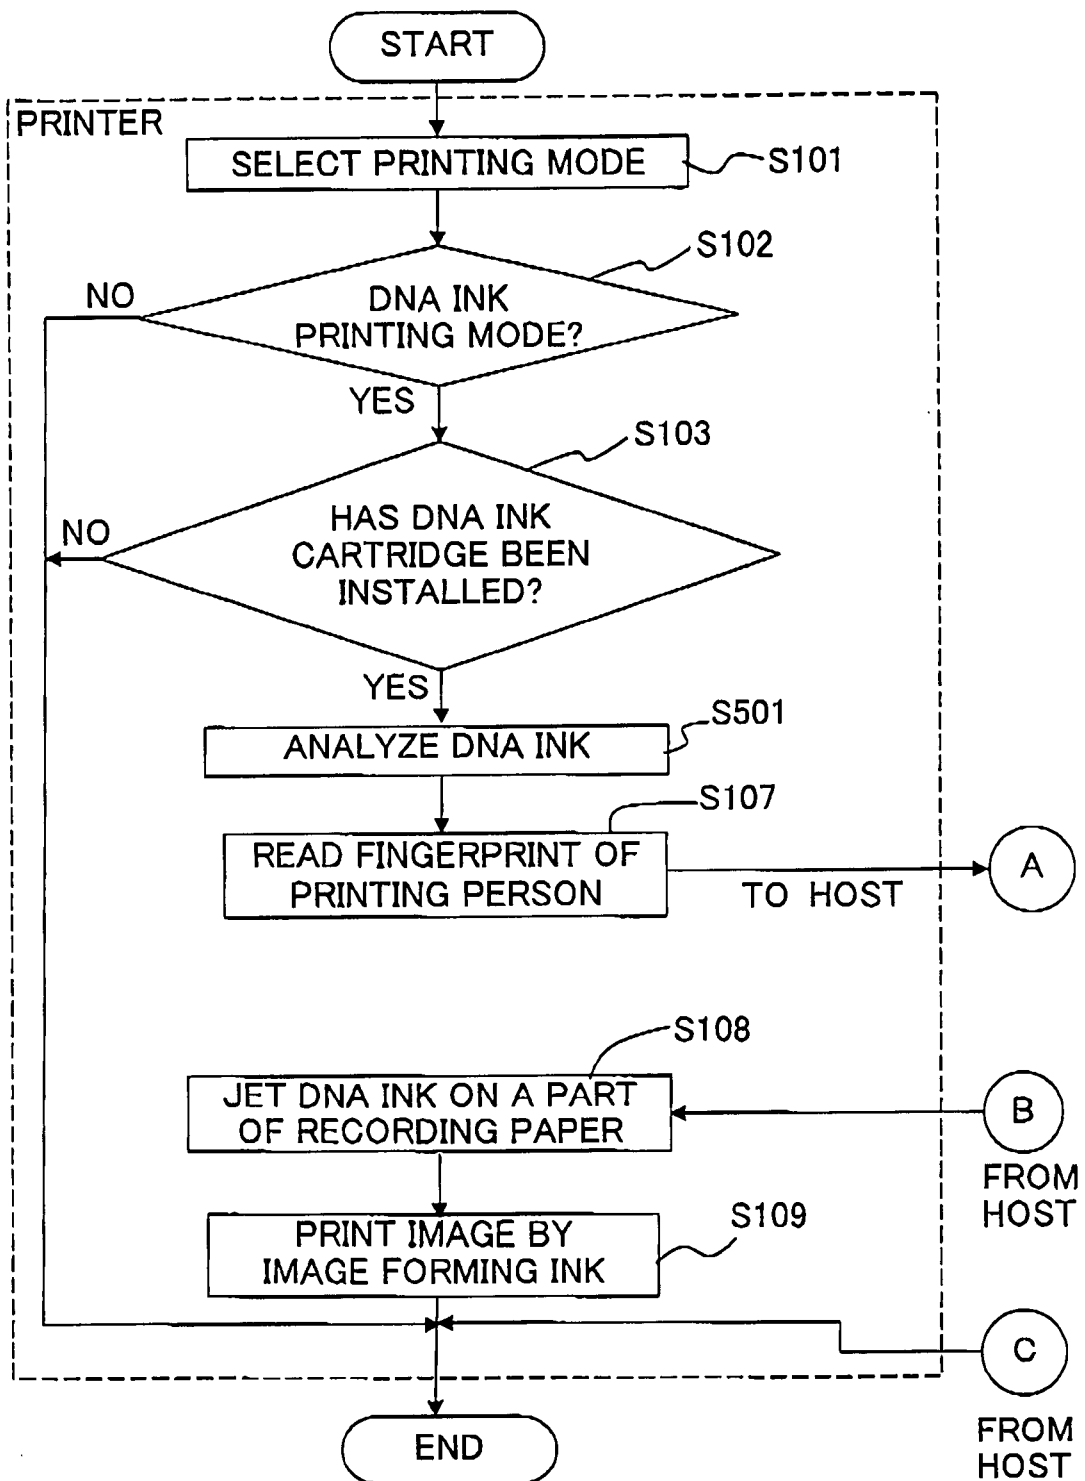 START
PRINTER
SELECT PRINTING MODE
S101
S102
NO
DNA INK
PRINTING MODE?
YES
S103
NO
HAS DNA INK
CARTRIDGE BEEN
INSTALLED?
YES
S501
ANALYZE DNA INK
S107
READ FINGERPRINT OF
PRINTING PERSON
TO HOST
A
S108
JET DNA INK ON A PART
OF RECORDING PAPER
B
FROM
HOST
S109
PRINT IMAGE BY
IMAGE FORMING INK
C
FROM
HOST
END